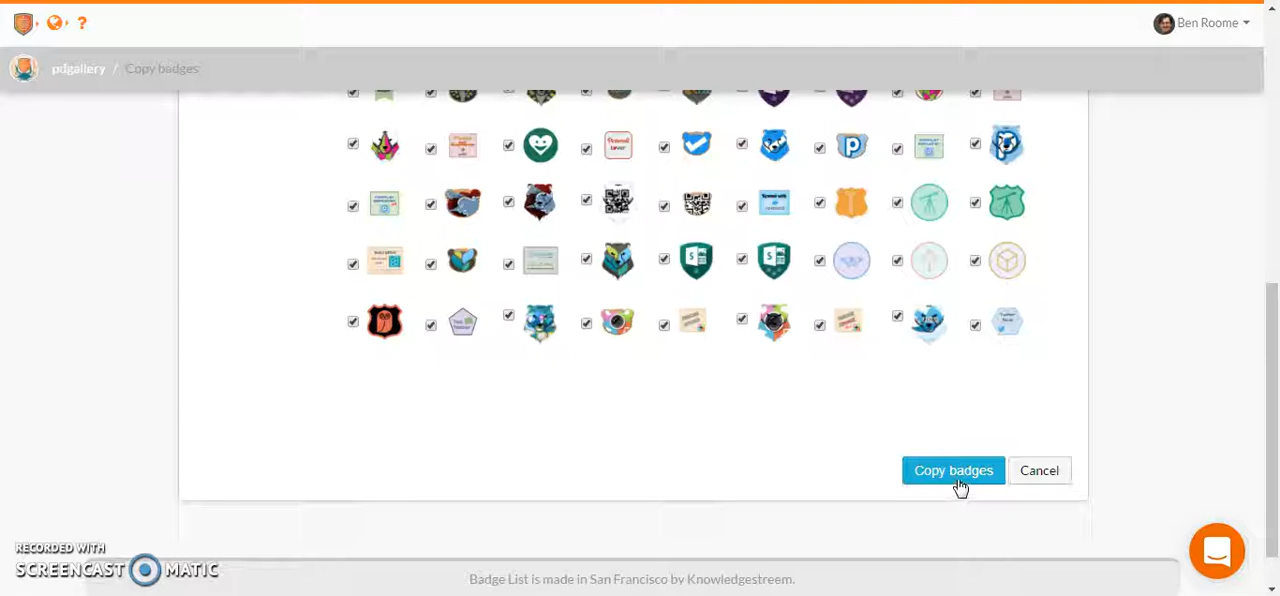 ?
Ben Roome
pdgallery / Copy badges
Copy badges
Cancel
RECORDED WITH
SCREENCAST MATIC
Badge List is made in San Francisco by Knowledgestreem.